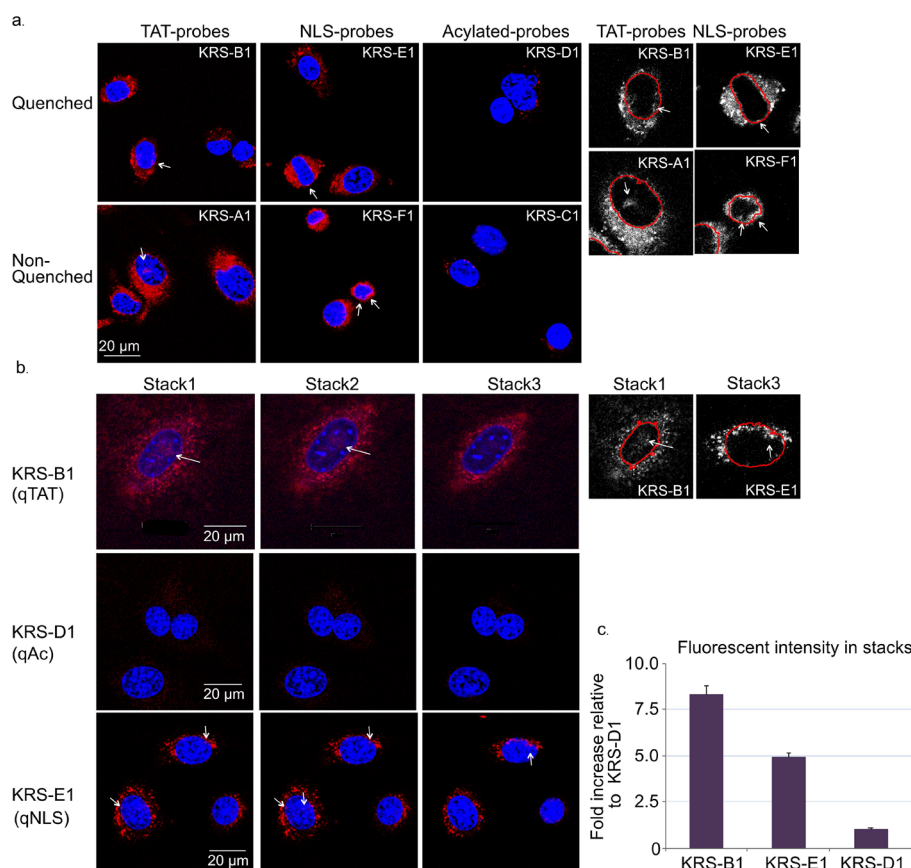 a.
TAT-probes NLS-probes Acylated-probes TAT-probes NLS-probes
Quenched KRS-B1 KRS-E1 KRS-D1 KRS-B1 KRS-E1
KRS-A1 KRS-F1
Non-Quenched KRS-A1 KRS-F1 KRS-C1
20 µm
b.
Stack1 Stack2 Stack3 Stack1 Stack3
KRS-B1
(qTAT)
20 µm
KRS-B1 KRS-E1
KRS-D1
(qAc)
20 µm
KRS-E1
(qNLS)
20 µm
c.
Fluorescent intensity in stacks
Fold increase relative
to KRS-D1
10.0
7.5
5.0
2.5
0
KRS-B1 KRS-E1 KRS-D1